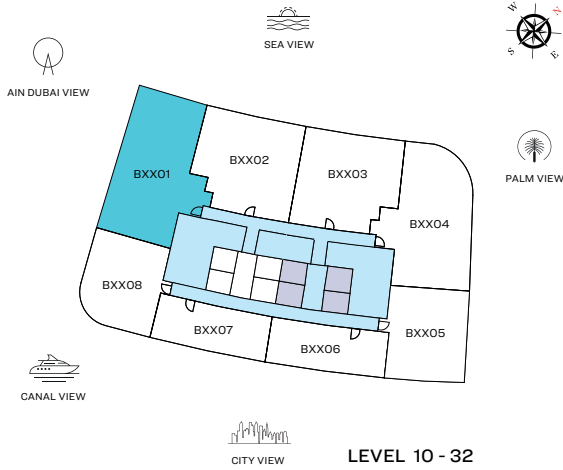 W
N
S
E
SEA VIEW
AIN DUBAI VIEW
PALM VIEW
BXX01
BXX02
BXX03
BXX04
BXX08
BXX07
BXX06
BXX05
CANAL VIEW
CITY VIEW
LEVEL 10 - 32